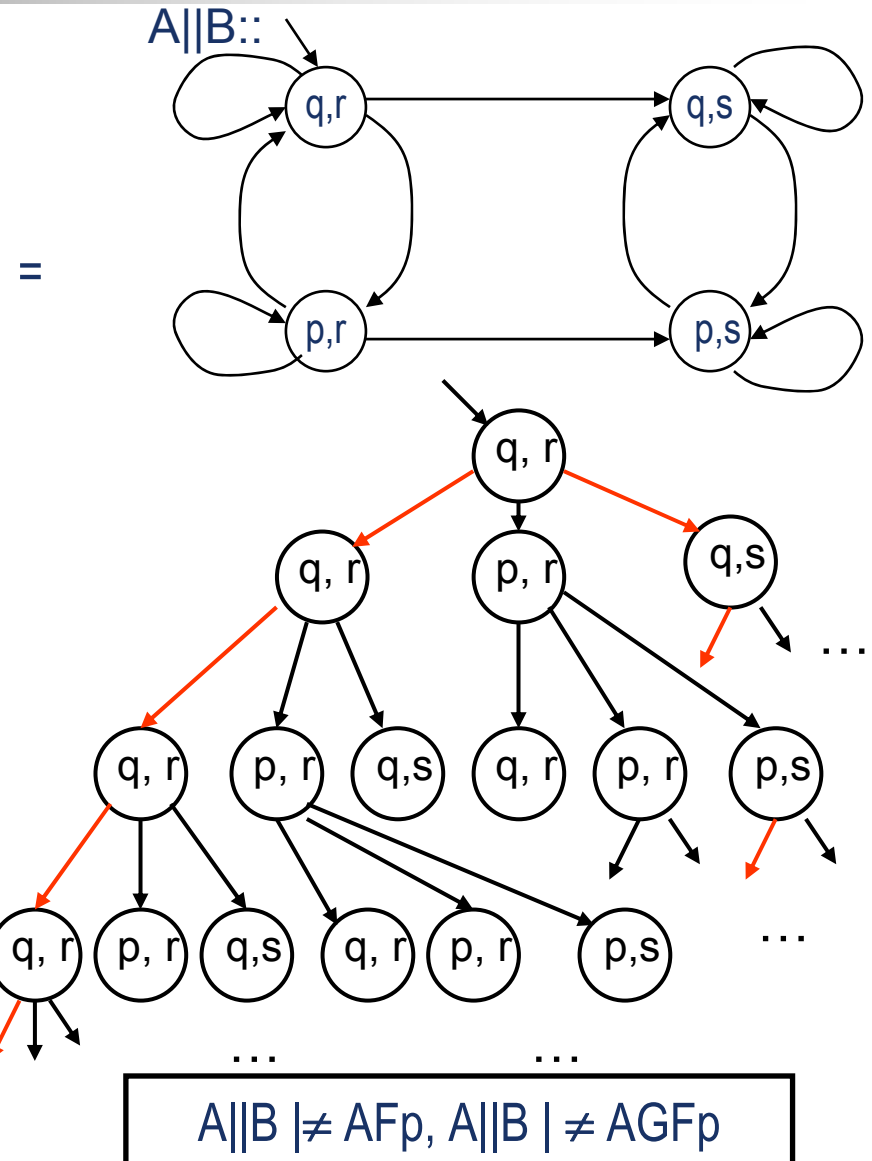 A||B::
q,r q,s
=
p,r p,s
q, r
q, r p, r q,s
...
q, r p, r q,s q, r p, r p,s
q, r p, r q,s q, r p, r p,s
...
... ...
A||B |≠ AFp, A||B | ≠ AGFp